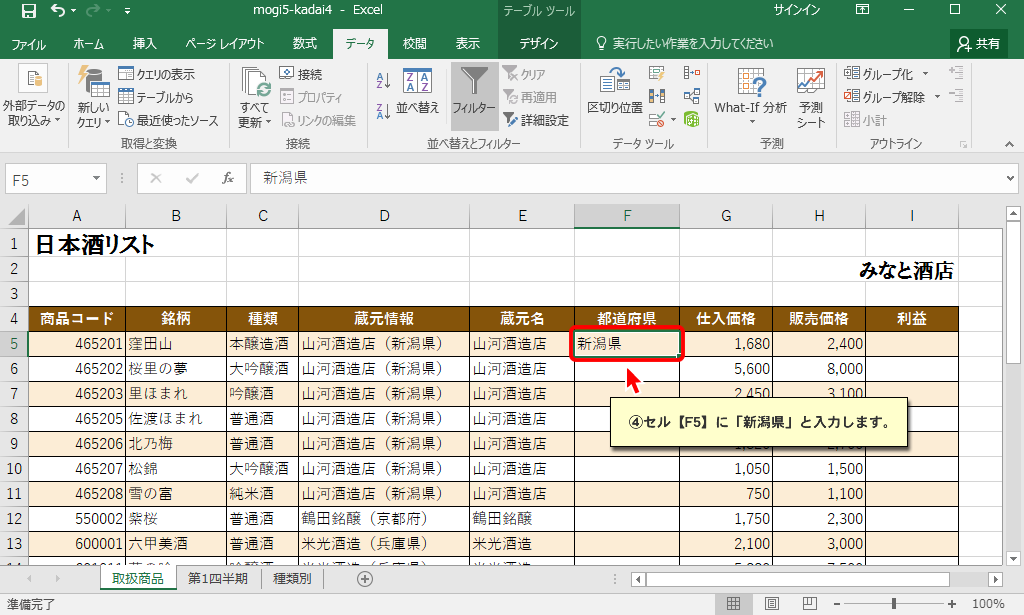 mogi5-kadai4 - Excel
テーブル ツール
サインイン
ファイル ホーム 挿入 ページ レイアウト 数式 データ 校閲 表示 デザイン 実行したい作業を入力してください 共有
外部データの取り込み
新しいクエリ
クエリの表示
テーブルから
最近使ったソース
取得と変換
すべて更新
接続
プロパティ
リンクの編集
接続
並べ替え
フィルター
クリア
再適用
詳細設定
並べ替えとフィルター
区切り位置
データ ツール
What-If 分析
予測シート
予測
グループ化
グループ解除
小計
アウトライン
F5 fx 新潟県
A B C D E F G H I
1 日本酒リスト
2 みなと酒店
3
4 商品コード 銘柄 種類 蔵元情報 蔵元名 都道府県 仕入価格 販売価格 利益
5 465201 窪田山 本醸造酒 山河酒造店（新潟県） 山河酒造店 新潟県 1,680 2,400
6 465202 桜里の夢 大吟醸酒 山河酒造店（新潟県） 山河酒造店 5,600 8,000
7 465203 里ほまれ 吟醸酒 山河酒造店（新潟県） 山河酒造店 2,450 3,100
8 465205 佐渡ほまれ 普通酒 山河酒造店（新潟県） 山河酒造店
④セル【F5】に「新潟県」と入力します。
9 465206 北乃梅 普通酒 山河酒造店（新潟県） 山河酒造店
10 465207 松錦 大吟醸酒 山河酒造店（新潟県） 山河酒造店 1,050 1,500
11 465208 雪の富 純米酒 山河酒造店（新潟県） 山河酒造店 750 1,100
12 550002 紫桜 普通酒 鶴田銘醸（京都府） 鶴田銘醸 1,750 2,300
13 600001 六甲美酒 普通酒 米光酒造（兵庫県） 米光酒造 2,100 3,000
取扱商品 第1四半期 種類別
準備完了 100%